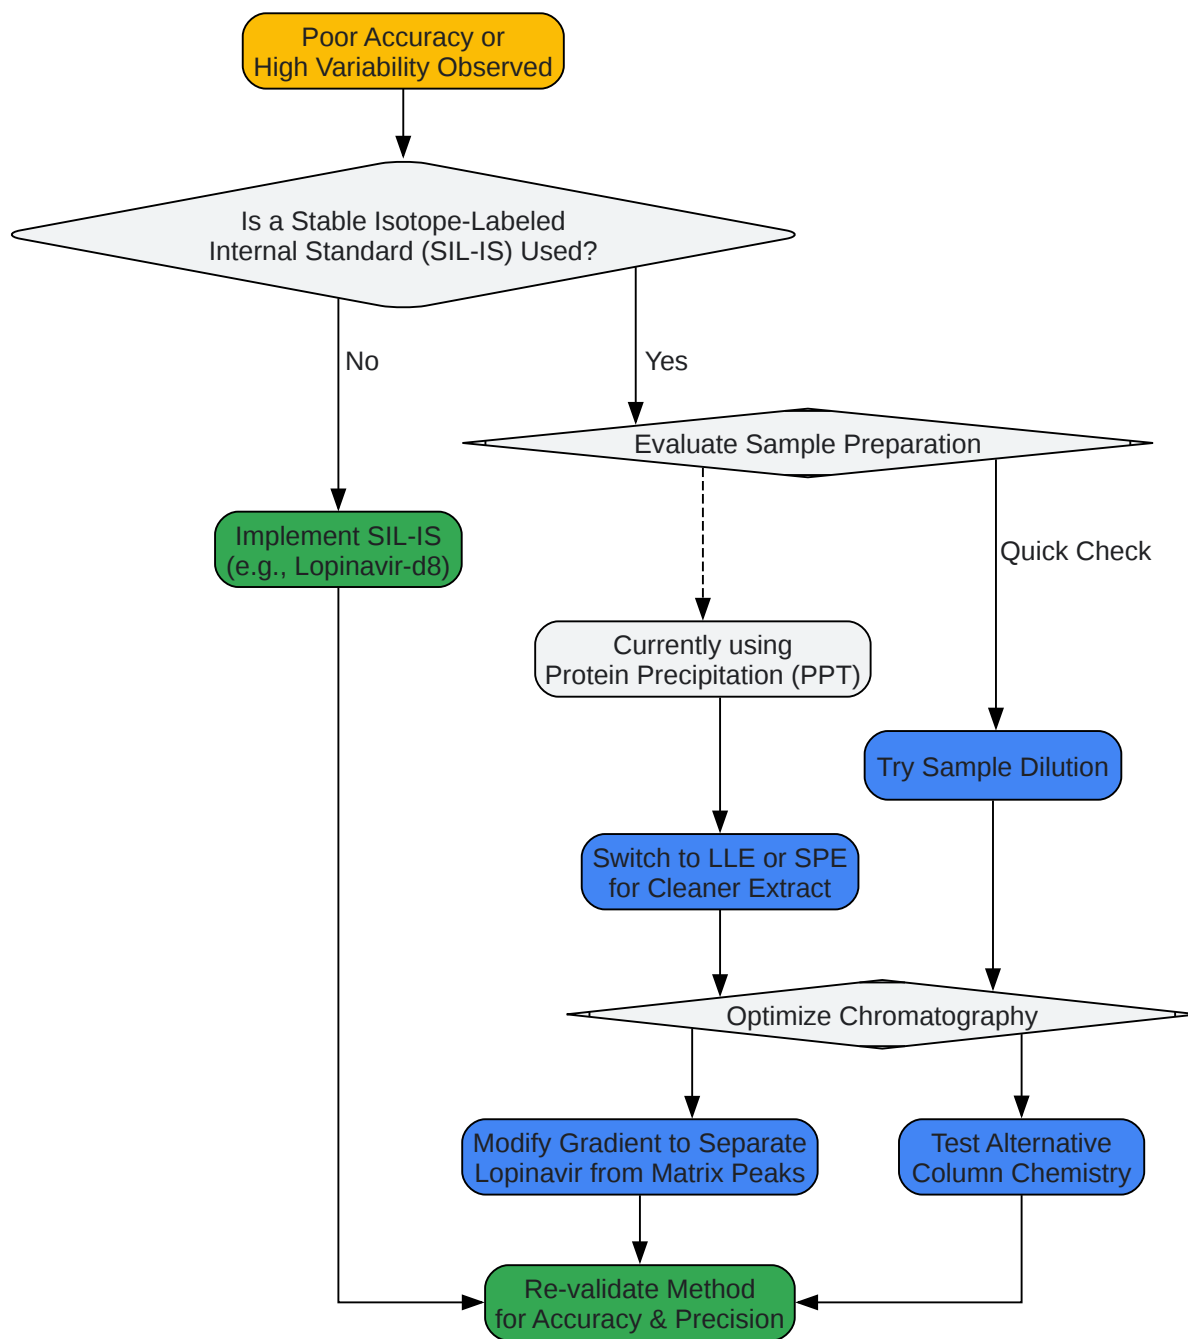 Poor Accuracy or
High Variability Observed
Is a Stable Isotope-Labeled
Internal Standard (SIL-IS) Used?
No
Yes
Evaluate Sample Preparation
Implement SIL-IS
(e.g., Lopinavir-d8)
Quick Check
Currently using
Protein Precipitation (PPT)
Try Sample Dilution
Switch to LLE or SPE
for Cleaner Extract
Optimize Chromatography
Modify Gradient to Separate
Lopinavir from Matrix Peaks
Test Alternative
Column Chemistry
Re-validate Method
for Accuracy & Precision